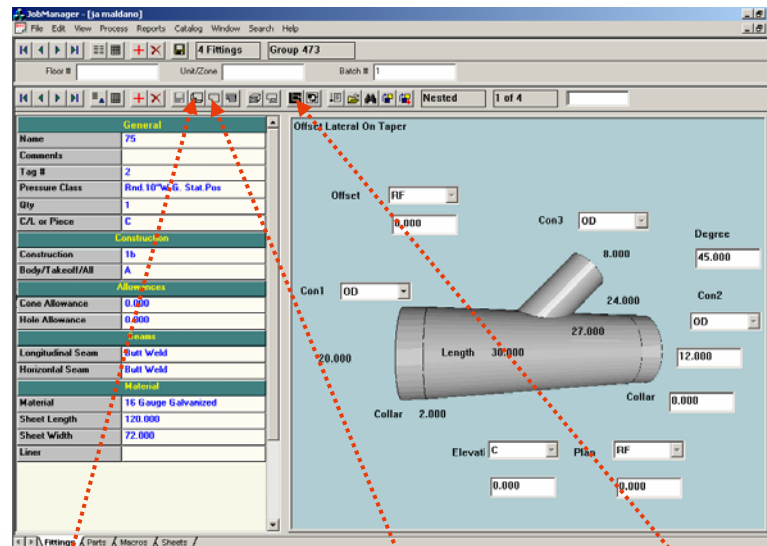 JobManager - [ja maldano]
File Edit View Process Reports Catalog Window Search Help
4 Fittings Group 473
Floor # Unit/Zone Batch # 1
Nested 1 of 4
General
Name 75
Comments
Tag # 2
Pressure Class Rnd.10"W.G. Stat.Pos
Qty 1
C/L or Piece C
Construction
Construction 1b
Body/Takeoff/All A
Allowances
Cone Allowance 0.000
Hole Allowance 0.000
Seams
Longitudinal Seam Butt Weld
Horizontal Seam Butt Weld
Material
Material 16 Gauge Galvanized
Sheet Length 120.000
Sheet Width 72.000
Liner
Offset Lateral On Taper
Offset RF
0.000
Con3 OD
Degree
45.000
8.000
Con1 OD
24.000
Con2
OD
27.000
20.000
Length 30.000
12.000
Collar 2.000
Collar 0.000
Elevati C
Plan RF
0.000
0.000
Fittings Parts Macros Sheets